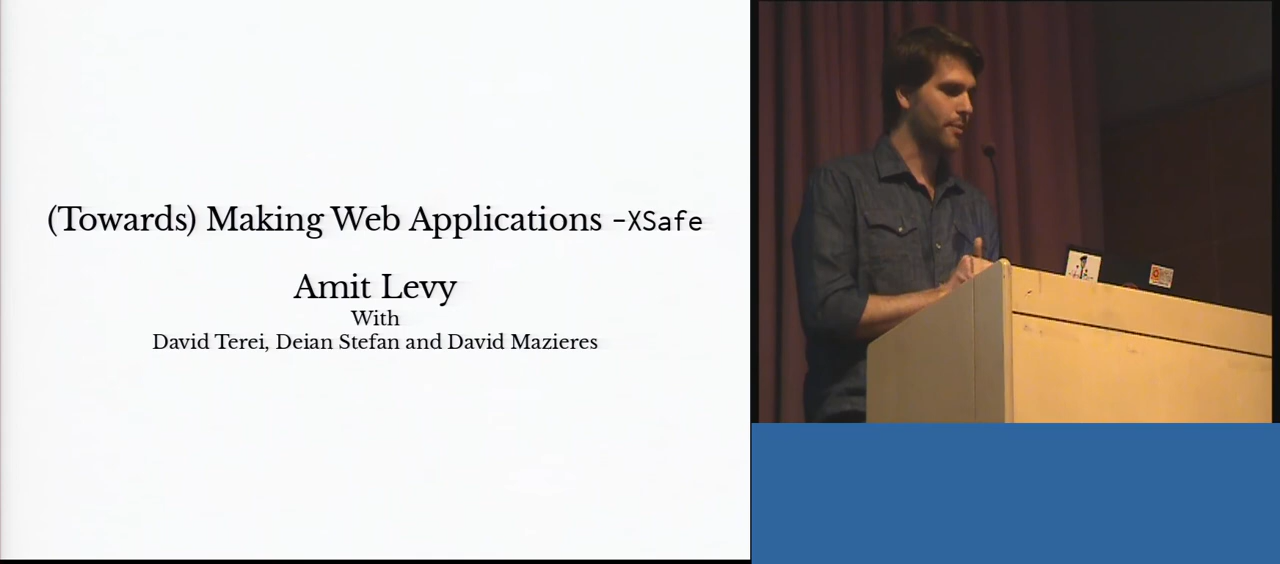 (Towards) Making Web Applications -XSafe
Amit Levy
With
David Terei, Deian Stefan and David Mazieres